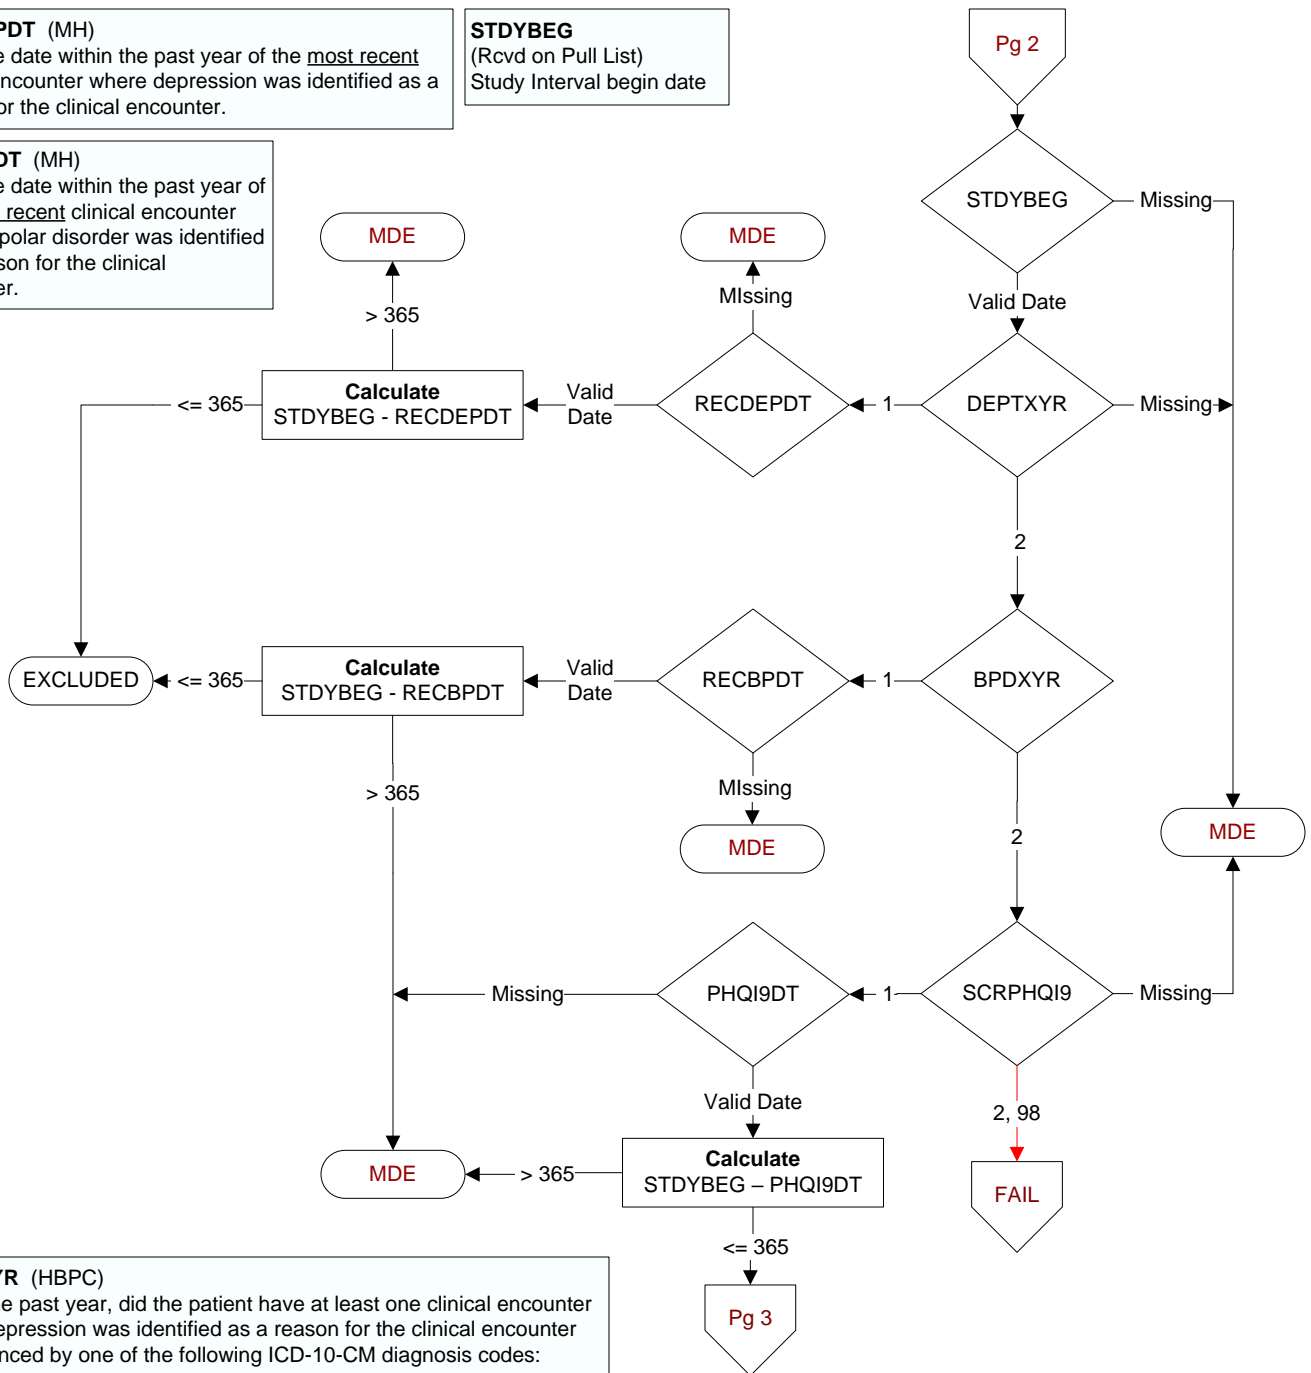 PDT (MH)
e date within the past year of the most recent
ncounter where depression was identified as a
or the clinical encounter.
STDYBEG
(Rcvd on Pull List)
Study Interval begin date
Pg 2
DT (MH)
e date within the past year of
recent clinical encounter
polar disorder was identified
son for the clinical
er.
STDYBEG
Missing
MDE
MDE
MIssing
Valid Date
> 365
<= 365
Calculate
STDYBEG - RECDEPDT
Valid
Date
RECDEPDT
1
DEPTXYR
Missing
2
EXCLUDED
<= 365
Calculate
STDYBEG - RECBPDT
Valid
Date
RECBPDT
1
BPDXYR
> 365
MIssing
MDE
2
MDE
Missing
PHQI9DT
1
SCRPHQI9
Missing
Valid Date
2, 98
MDE
> 365
Calculate
STDYBEG – PHQI9DT
FAIL
<= 365
Pg 3
YR (HBPC)
he past year, did the patient have at least one clinical encounter
epression was identified as a reason for the clinical encounter
nced by one of the following ICD-10-CM diagnosis codes: